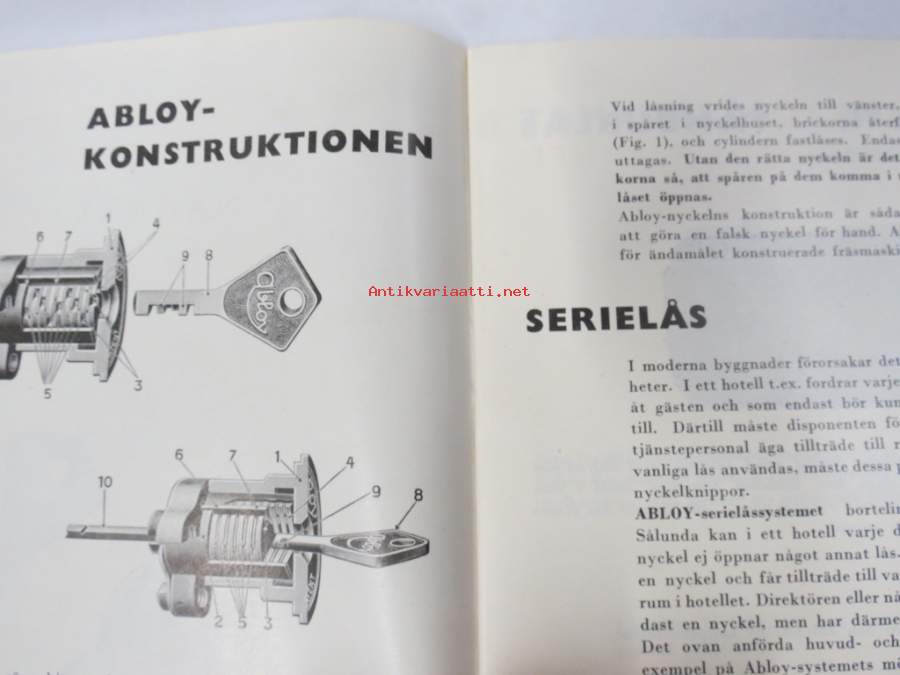 ABLOY-
KONSTRUKTIONEN
1
6
7
4
9
8
Abloy
5
3
Antikvariaatti.net
1
7
6
4
9
8
10
2
5
3
Vid låsning vrides nyckeln till vänster,
i spåret i nyckelhuset, brickorna återf
(Fig. 1), och cylindern fastlåses. Endas
uttagas. Utan den rätta nyckeln är det
korna så, att spåren på dem komma i
låset öppnas.
Abloy-nyckelns konstruktion är såda
att göra en falsk nyckel för hand. A
för ändamålet konstruerade fräsmaski
SERIELÅS
I moderna byggnader förorsakar det
heter. I ett hotell t.ex. fordrar varje
åt gästen och som endast bör kun
till. Därtill måste disponenten fö
tjänstepersonal äga tillträde till r
vanliga lås användas, måste dessa p
nyckelknippor.
ABLOY-serielåssystemet bortelin
Sålunda kan i ett hotell varje d
nyckel ej öppnar något annat lås.
en nyckel och får tillträde till va
rum i hotellet. Direktören eller nå
dast en nyckel, men har därme
Det ovan anförda huvud- och
exempel på Abloy-systemets mö